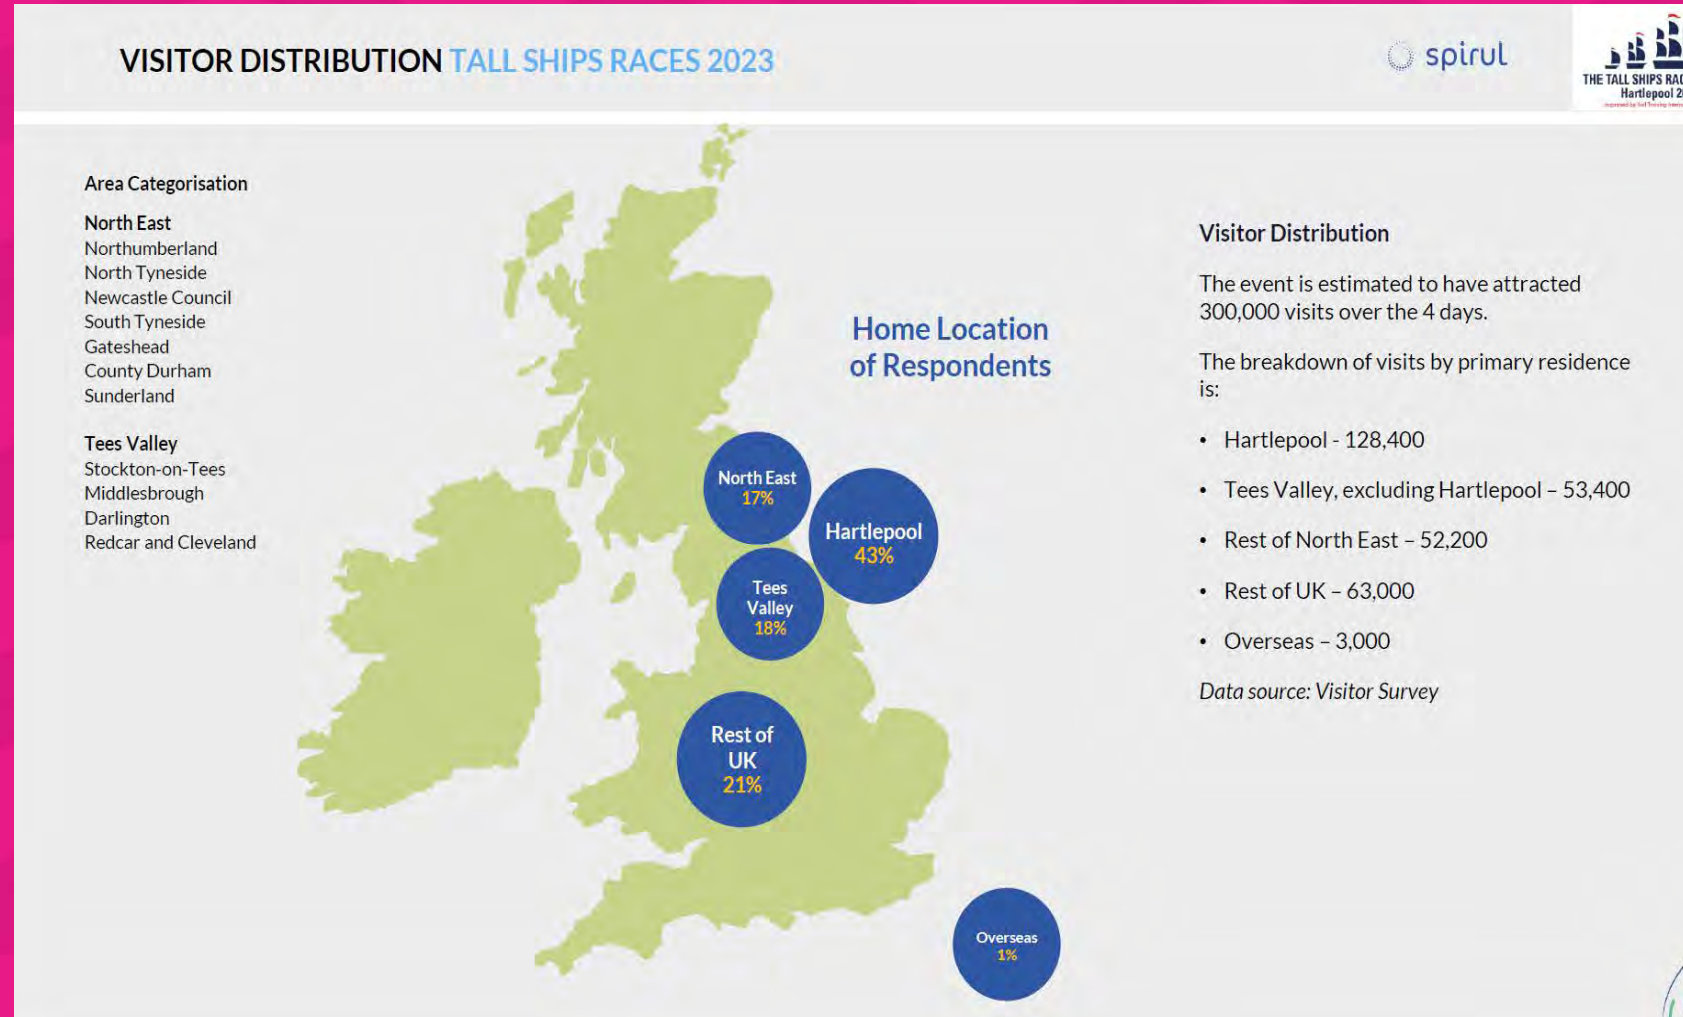 VISITOR DISTRIBUTION TALL SHIPS RACES 2023
spirul
THE TALL SHIPS
Hartlepool
Area Categorisation
North East
Northumberland
North Tyneside
Newcastle Council
South Tyneside
Gateshead
County Durham
Sunderland
Tees Valley
Stockton-on-Tees
Middlesbrough
Darlington
Redcar and Cleveland
Home Location
of Respondents
North East
17%
Hartlepool
43%
Tees
Valley
18%
Rest of
UK
21%
Overseas
1%
Visitor Distribution
The event is estimated to have attracted
300,000 visits over the 4 days.
The breakdown of visits by primary residence
is:
• Hartlepool - 128,400
• Tees Valley, excluding Hartlepool – 53,400
• Rest of North East – 52,200
• Rest of UK – 63,000
• Overseas – 3,000
Data source: Visitor Survey